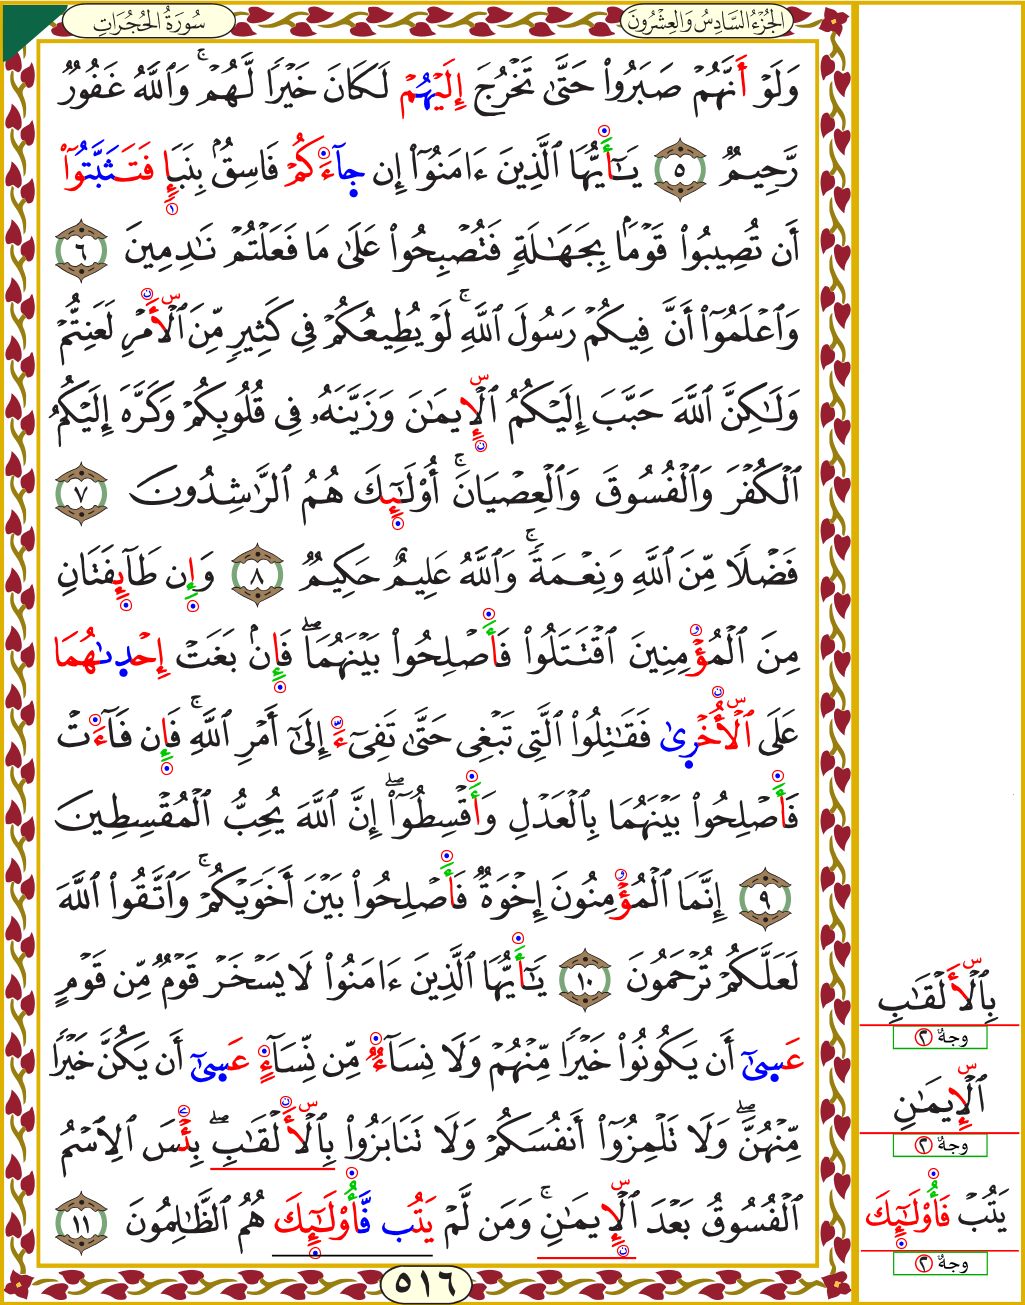 الجُزْءُ السَّادِسُ وَالعِشْرُونَ
سُورَةُ الحُجُرَاتِ
وَلَوْ أَنَّهُمْ صَبَرُواْ حَتَّىٰ تَخْرُجَ إِلَيْهُمْ لَكَانَ خَيْرًا لَّهُمْۚ وَٱللَّهُ غَفُورٌ
رَّحِيمٌ ٥ يَـٰٓأَيُّهَا ٱلَّذِينَ ءَامَنُوٓاْ إِن جَآءَكُمْ فَاسِقُۢ بِنَبَإٍ فَتَثَبَّتُوٓاْ
أَن تُصِيبُواْ قَوْمَۢا بِجَهَـٰلَةٍ فَتُصْبِحُواْ عَلَىٰ مَا فَعَلْتُمْ نَـٰدِمِينَ ٦
وَٱعْلَمُوٓاْ أَنَّ فِيكُمْ رَسُولَ ٱللَّهِۚ لَوْ يُطِيعُكُمْ فِى كَثِيرٍ مِّنَ ٱلْأَمْرِ لَعَنِتُّمْ
وَلَـٰكِنَّ ٱللَّهَ حَبَّبَ إِلَيْكُمُ ٱلْإِيمَـٰنَ وَزَيَّنَهُۥ فِى قُلُوبِكُمْ وَكَرَّهَ إِلَيْكُمُ
ٱلْكُفْرَ وَٱلْفُسُوقَ وَٱلْعِصْيَانَۚ أُوْلَـٰٓئِكَ هُمُ ٱلرَّٰشِدُونَ ٧
فَضْلًا مِّنَ ٱللَّهِ وَنِعْمَةًۚ وَٱللَّهُ عَلِيمٌ حَكِيمٌ ٨ وَإِن طَآئِفَتَانِ
مِنَ ٱلْمُؤْمِنِينَ ٱقْتَتَلُواْ فَأَصْلِحُواْ بَيْنَهُمَاۖ فَإِنۢ بَغَتْ إِحْدَىٰهُمَا
عَلَى ٱلْأُخْرَىٰ فَقَـٰتِلُواْ ٱلَّتِى تَبْغِى حَتَّىٰ تَفِىٓءَ إِلَىٰٓ أَمْرِ ٱللَّهِۚ فَإِن فَآءَتْ
فَأَصْلِحُواْ بَيْنَهُمَا بِٱلْعَدْلِ وَأَقْسِطُوٓاْۖ إِنَّ ٱللَّهَ يُحِبُّ ٱلْمُقْسِطِينَ
٩ إِنَّمَا ٱلْمُؤْمِنُونَ إِخْوَةٌ فَأَصْلِحُواْ بَيْنَ أَخَوَيْكُمْۚ وَٱتَّقُواْ ٱللَّهَ
لَعَلَّكُمْ تُرْحَمُونَ ١٠ يَـٰٓأَيُّهَا ٱلَّذِينَ ءَامَنُواْ لَا يَسْخَرْ قَوْمٌ مِّن قَوْمٍ
عَسَىٰٓ أَن يَكُونُواْ خَيْرًا مِّنْهُمْ وَلَا نِسَآءٌ مِّن نِّسَآءٍ عَسَىٰٓ أَن يَكُنَّ خَيْرًا
مِّنْهُنَّۖ وَلَا تَلْمِزُوٓاْ أَنفُسَكُمْ وَلَا تَنَابَزُواْ بِٱلْأَلْقَـٰبِۖ بِئْسَ ٱلِٱسْمُ
ٱلْفُسُوقُ بَعْدَ ٱلْإِيمَـٰنِۚ وَمَن لَّمْ يَتُب فَّأُوْلَـٰٓئِكَ هُمُ ٱلظَّـٰلِمُونَ ١١
٥١٦
بِٱلْأَلْقَـٰبِ
وجهٌ ٢
ٱلْإِيمَـٰنِ
وجهٌ ٢
يَتُبْ فَأُوْلَـٰٓئِكَ
وجهٌ ٢